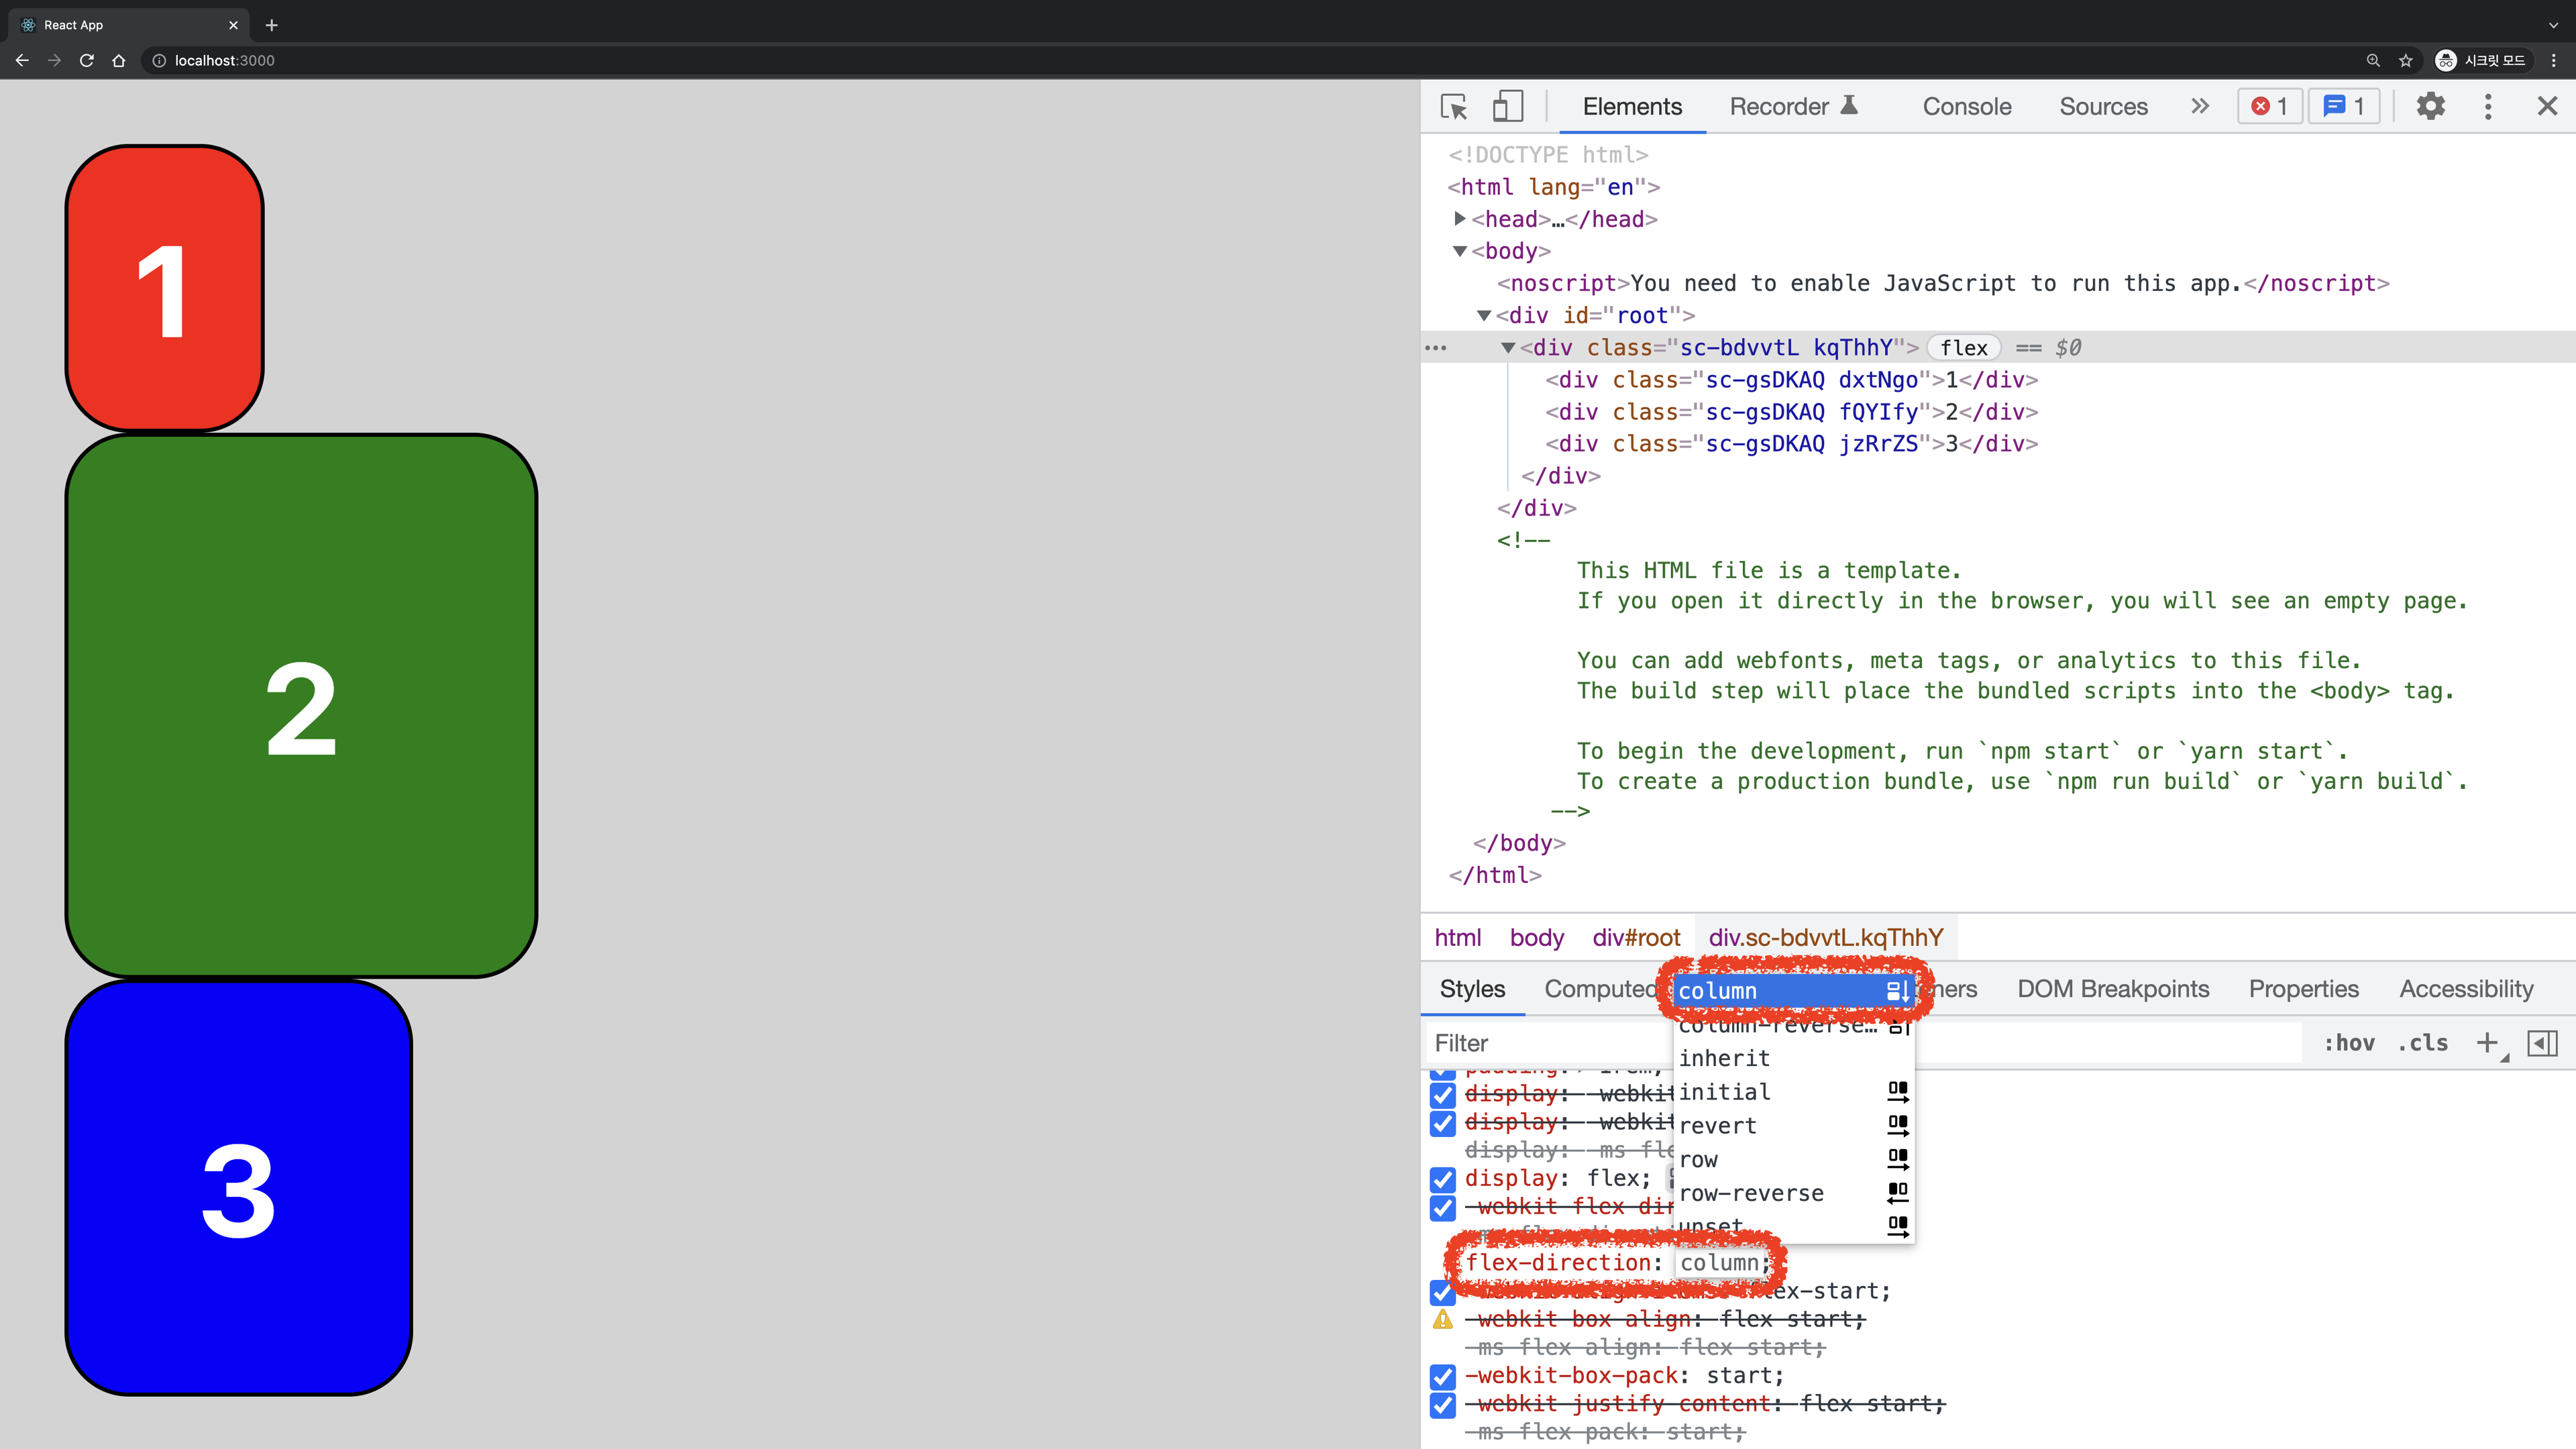 React App
localhost:3000
시크릿 모드
1
2
3
Elements Recorder Console Sources 1 1
<!DOCTYPE html>
<html lang="en">
<head>…</head>
<body>
<noscript>You need to enable JavaScript to run this app.</noscript>
<div id="root">
<div class="sc-bdvvtL kqThhY"> flex == $0
<div class="sc-gsDKAQ dxtNgo">1</div>
<div class="sc-gsDKAQ fQYIfy">2</div>
<div class="sc-gsDKAQ jzRrZS">3</div>
</div>
</div>
<!--
This HTML file is a template.
If you open it directly in the browser, you will see an empty page.
You can add webfonts, meta tags, or analytics to this file.
The build step will place the bundled scripts into the <body> tag.
To begin the development, run `npm start` or `yarn start`.
To create a production bundle, use `npm run build` or `yarn build`.
-->
</body>
</html>
html body div#root div.sc-bdvvtL.kqThhY
Styles Computed ners DOM Breakpoints Properties Accessibility
column
column-reverse…
inherit
initial
revert
row
row-reverse
unset
Filter :hov .cls
display: -webkit
display: -webkit
display: -ms-fle
display: flex;
-webkit-flex-dir
flex-direction: column;
ex-start;
-webkit-box-align: flex-start;
-ms-flex-align: flex-start;
-webkit-box-pack: start;
-webkit-justify-content: flex-start;
-ms-flex-pack: start;